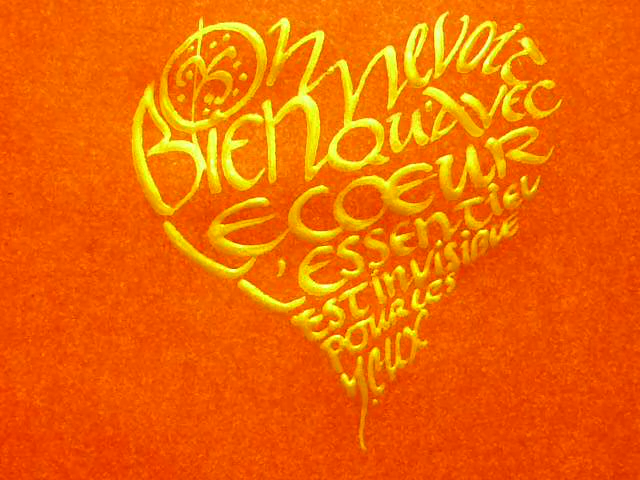 On ne voit
BIEN QU'AVEC
LE COEUR
L'ESSENTIEL
EST INVISIBLE
POUR LES
YEUX